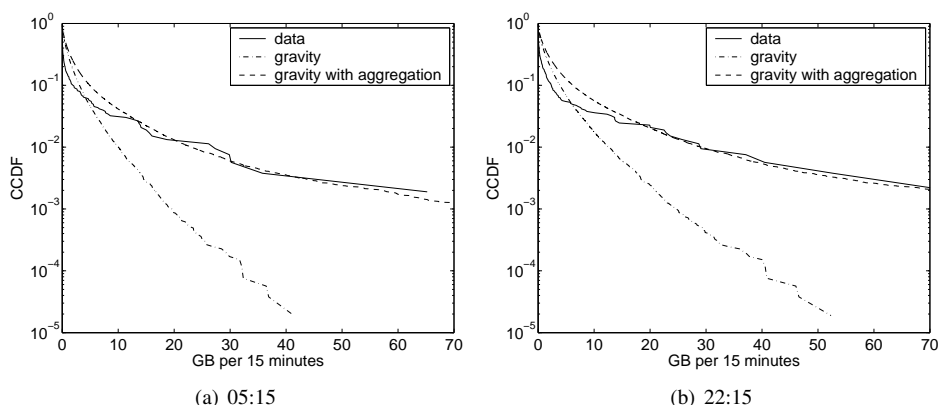 10^0
10^-1
10^-2
10^-3
10^-4
10^-5
CCDF
0 10 20 30 40 50 60 70
GB per 15 minutes
data
gravity
gravity with aggregation
(a) 05:15
10^0
10^-1
10^-2
10^-3
10^-4
10^-5
CCDF
0 10 20 30 40 50 60 70
GB per 15 minutes
data
gravity
gravity with aggregation
(b) 22:15